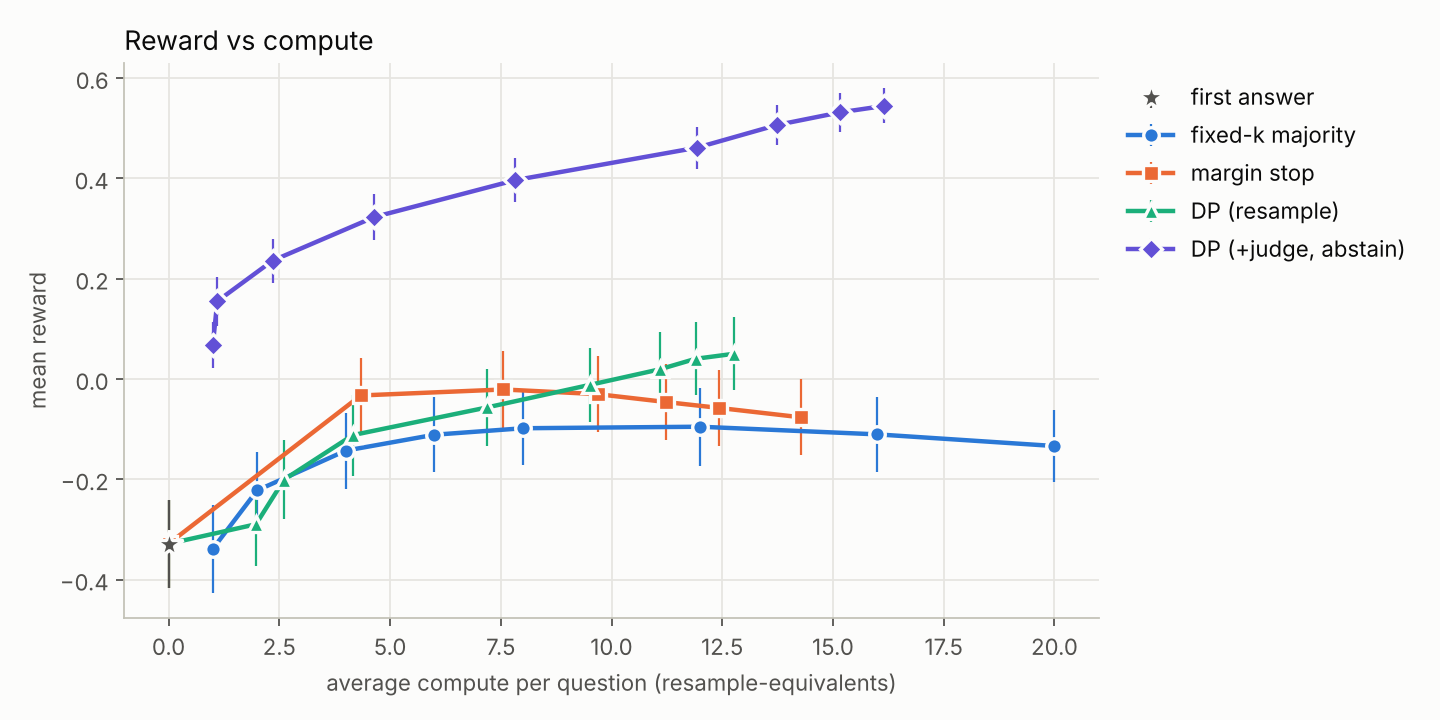 Reward vs compute
first answer
fixed-k majority
margin stop
DP (resample)
DP (+judge, abstain)
mean reward
0.6
0.4
0.2
0.0
−0.2
−0.4
0.0 2.5 5.0 7.5 10.0 12.5 15.0 17.5 20.0
average compute per question (resample-equivalents)